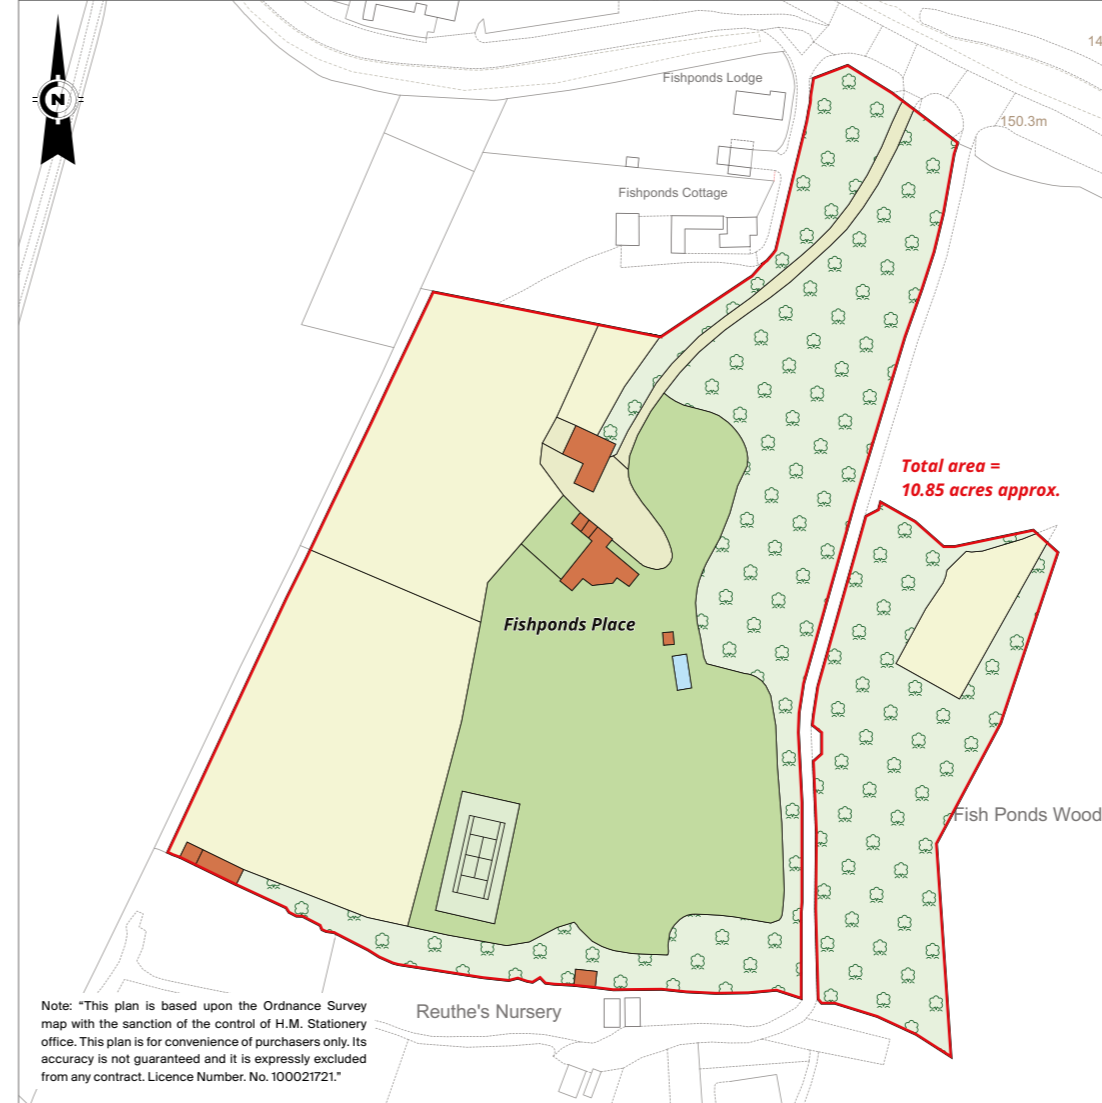 14
Fishponds Lodge
N
150.3m
Fishponds Cottage
Total area =
10.85 acres approx.
Fishponds Place
Fish Ponds Wood
Reuthe's Nursery
Note: "This plan is based upon the Ordnance Survey
map with the sanction of the control of H.M. Stationery
office. This plan is for convenience of purchasers only. Its
accuracy is not guaranteed and it is expressly excluded
from any contract. Licence Number. No. 100021721."